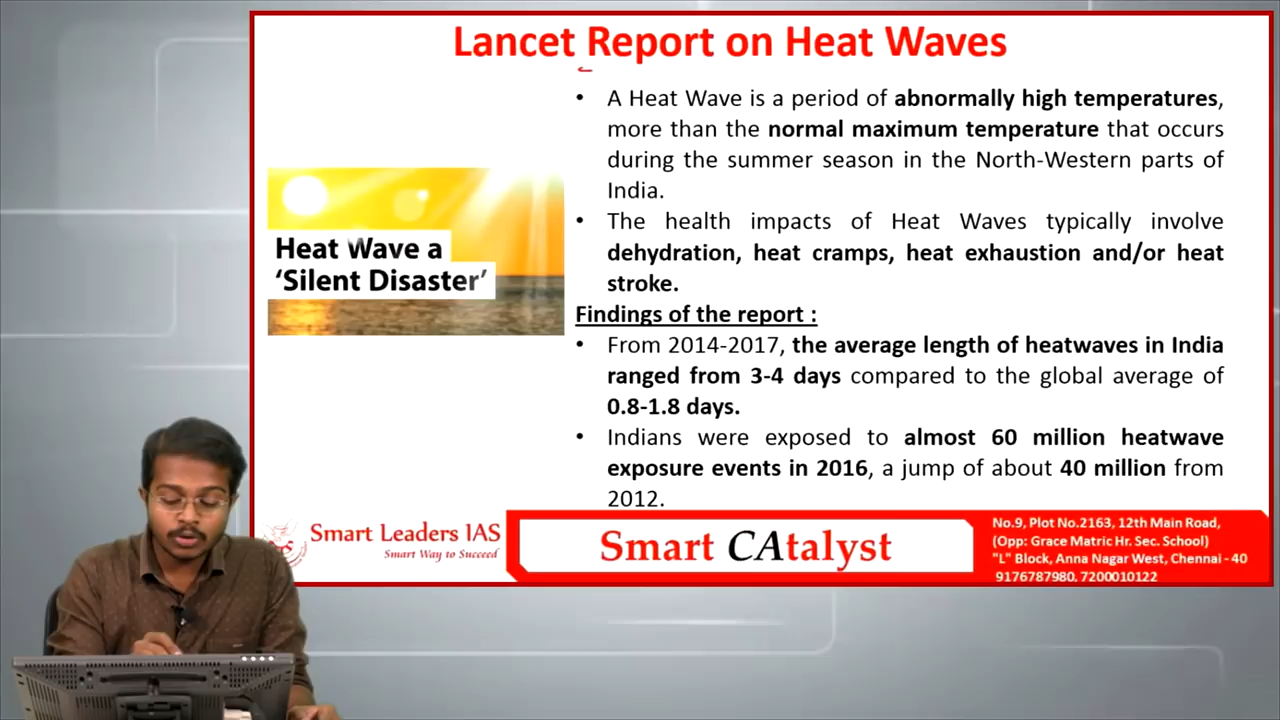 Lancet Report on Heat Waves
• A Heat Wave is a period of abnormally high temperatures,
more than the normal maximum temperature that occurs
during the summer season in the North-Western parts of
India.
• The health impacts of Heat Waves typically involve
dehydration, heat cramps, heat exhaustion and/or heat
stroke.
Heat Wave a
‘Silent Disaster’
Findings of the report :
• From 2014-2017, the average length of heatwaves in India
ranged from 3-4 days compared to the global average of
0.8-1.8 days.
• Indians were exposed to almost 60 million heatwave
exposure events in 2016, a jump of about 40 million from
2012.
Smart Leaders IAS
Smart Way to Succeed
Smart CAtalyst
No.9, Plot No.2163, 12th Main Road,
(Opp: Grace Matric Hr. Sec. School)
"L" Block, Anna Nagar West, Chennai - 40
9176787980, 7200010122